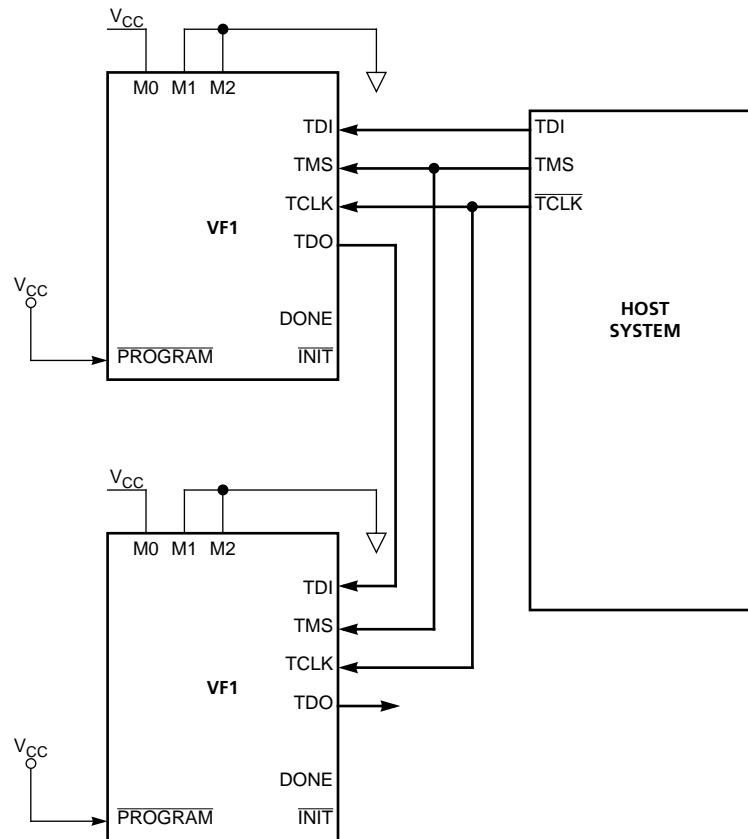 VCC
M0 M1 M2
TDI
TMS
TCLK
TDO
VF1
DONE
INIT
VCC
PROGRAM
TDI
TMS
TCLK
HOST
SYSTEM
VCC
M0 M1 M2
TDI
TMS
TCLK
TDO
VF1
DONE
INIT
VCC
PROGRAM